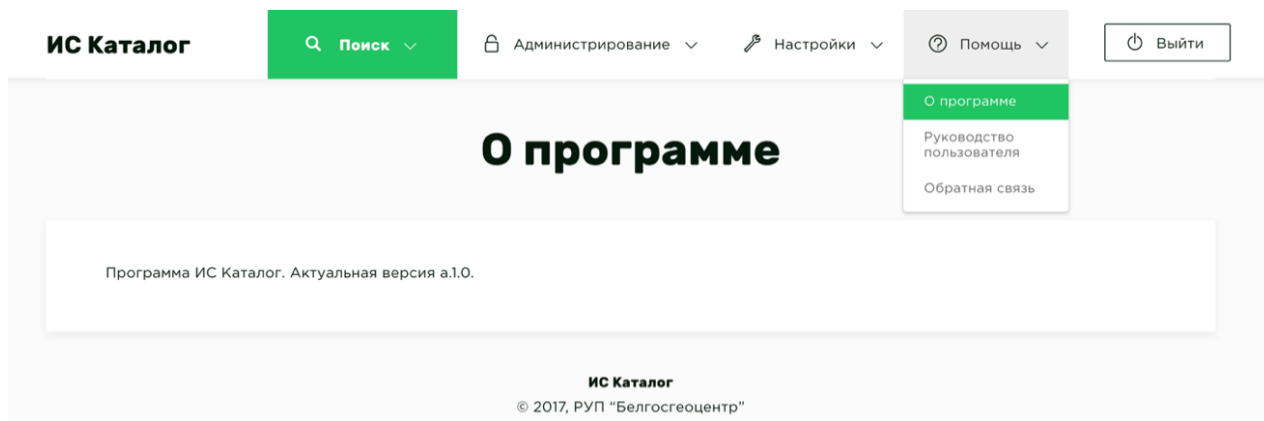 ИС Каталог
Поиск
Администрирование
Настройки
Помощь
Выйти
О программе
Руководство
пользователя
Обратная связь
О программе
Программа ИС Каталог. Актуальная версия а.1.0.
ИС Каталог
© 2017, РУП “Белгосгеоцентр”